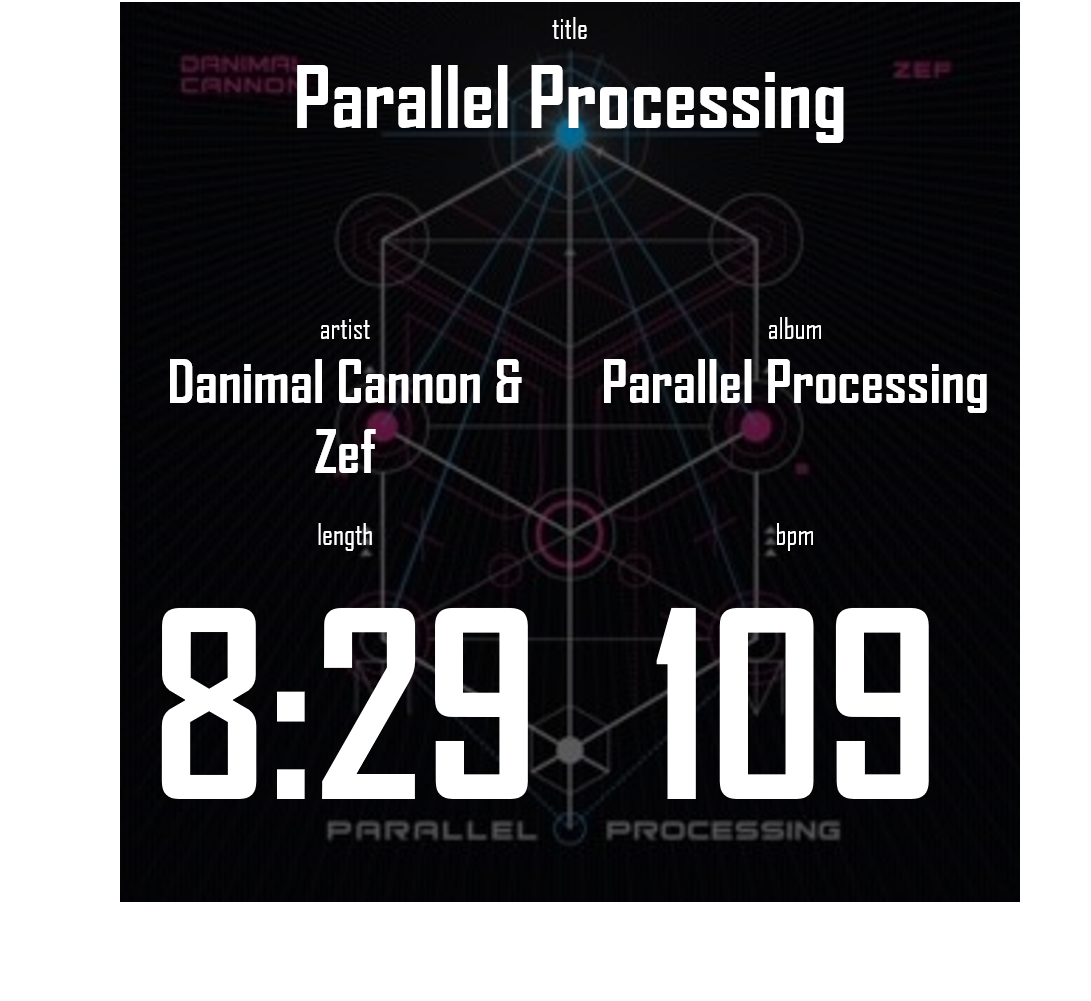 title
DANIMAL
CANNON
ZEF
Parallel Processing
artist
Danimal Cannon &
Zef
album
Parallel Processing
length
8:29
bpm
109
PARALLEL PROCESSING